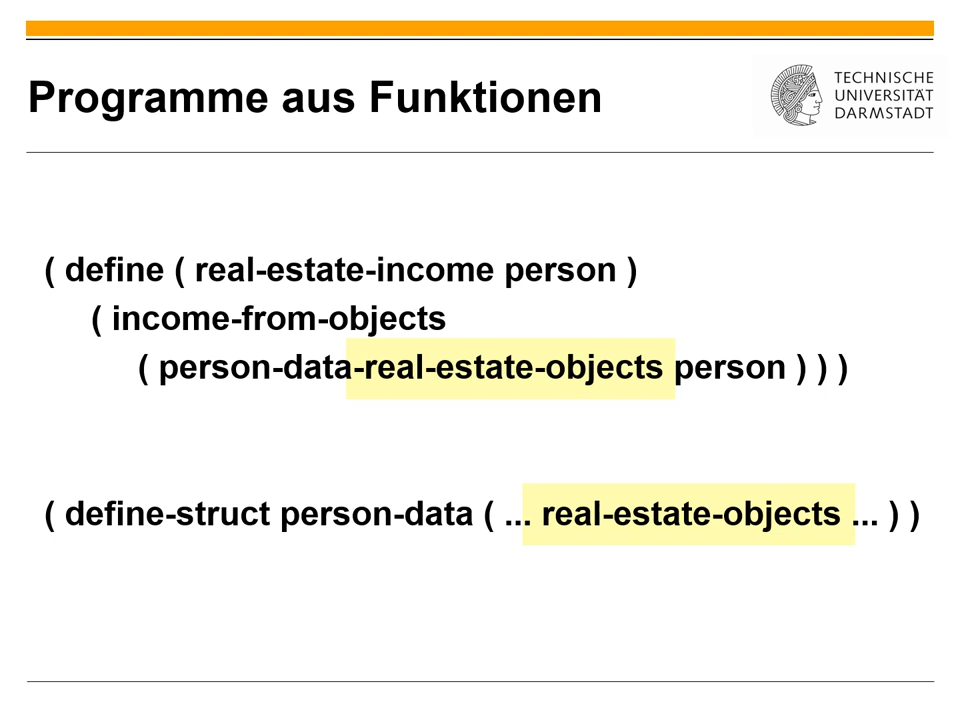 Programme aus Funktionen
TECHNISCHE
UNIVERSITÄT
DARMSTADT
( define ( real-estate-income person )
( income-from-objects
( person-data-real-estate-objects person ) ) )
( define-struct person-data ( ... real-estate-objects ... ) )